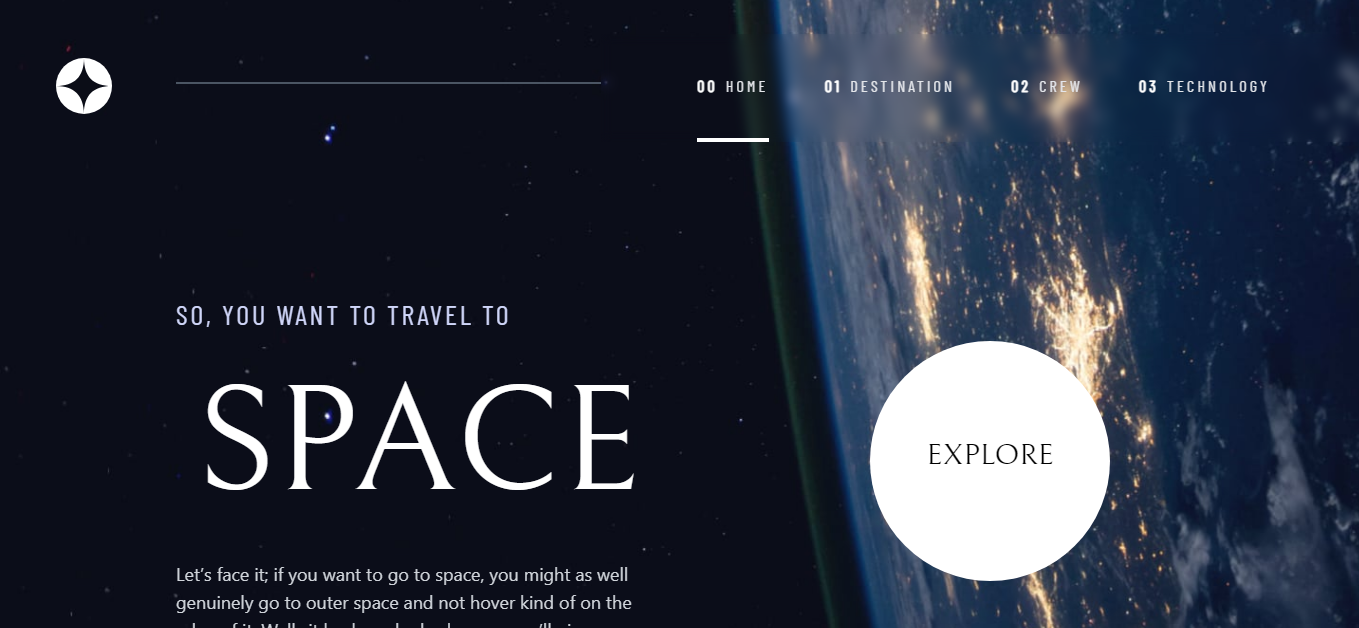 00 HOME 01 DESTINATION 02 CREW 03 TECHNOLOGY
SO, YOU WANT TO TRAVEL TO
SPACE
EXPLORE
Let’s face it; if you want to go to space, you might as well
genuinely go to outer space and not hover kind of on the